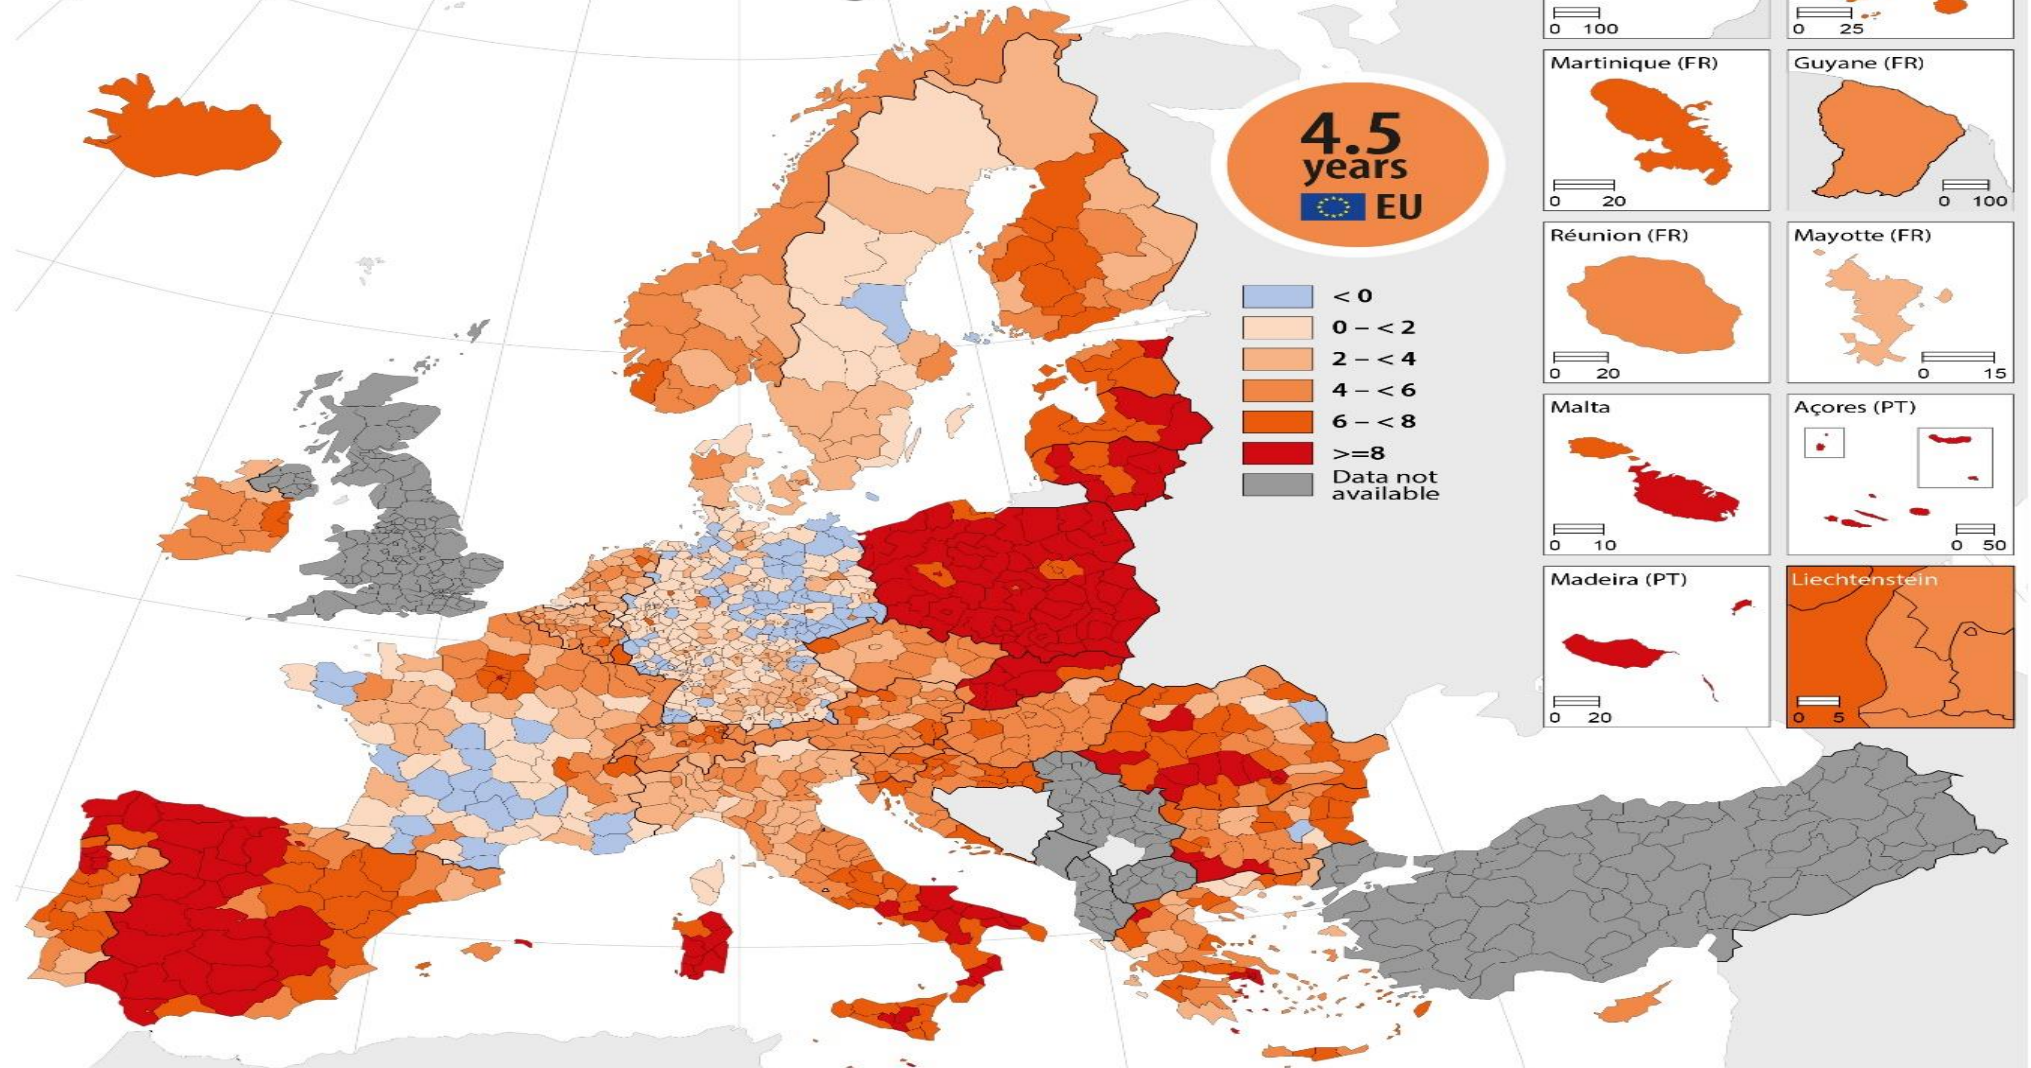 0 100
0 25
4.5
years
EU
Martinique (FR)
0 20
Guyane (FR)
0 100
Réunion (FR)
0 20
Mayotte (FR)
0 15
< 0
0 – < 2
2 – < 4
4 – < 6
6 – < 8
>=8
Data not
available
Malta
0 10
Açores (PT)
0 50
Madeira (PT)
0 20
Liechtenstein
0 5